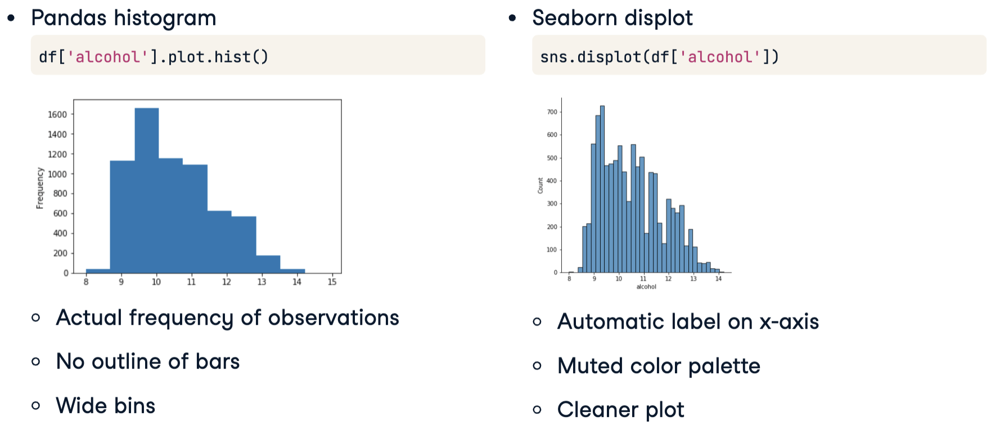 Pandas histogram
df['alcohol'].plot.hist()
1600
1400
1200
1000
800
600
400
200
0
Frequency
8 9 10 11 12 13 14 15
Actual frequency of observations
No outline of bars
Wide bins
Seaborn displot
sns.displot(df['alcohol'])
700
600
500
400
300
200
100
0
Count
8 9 10 11 12 13 14
alcohol
Automatic label on x-axis
Muted color palette
Cleaner plot